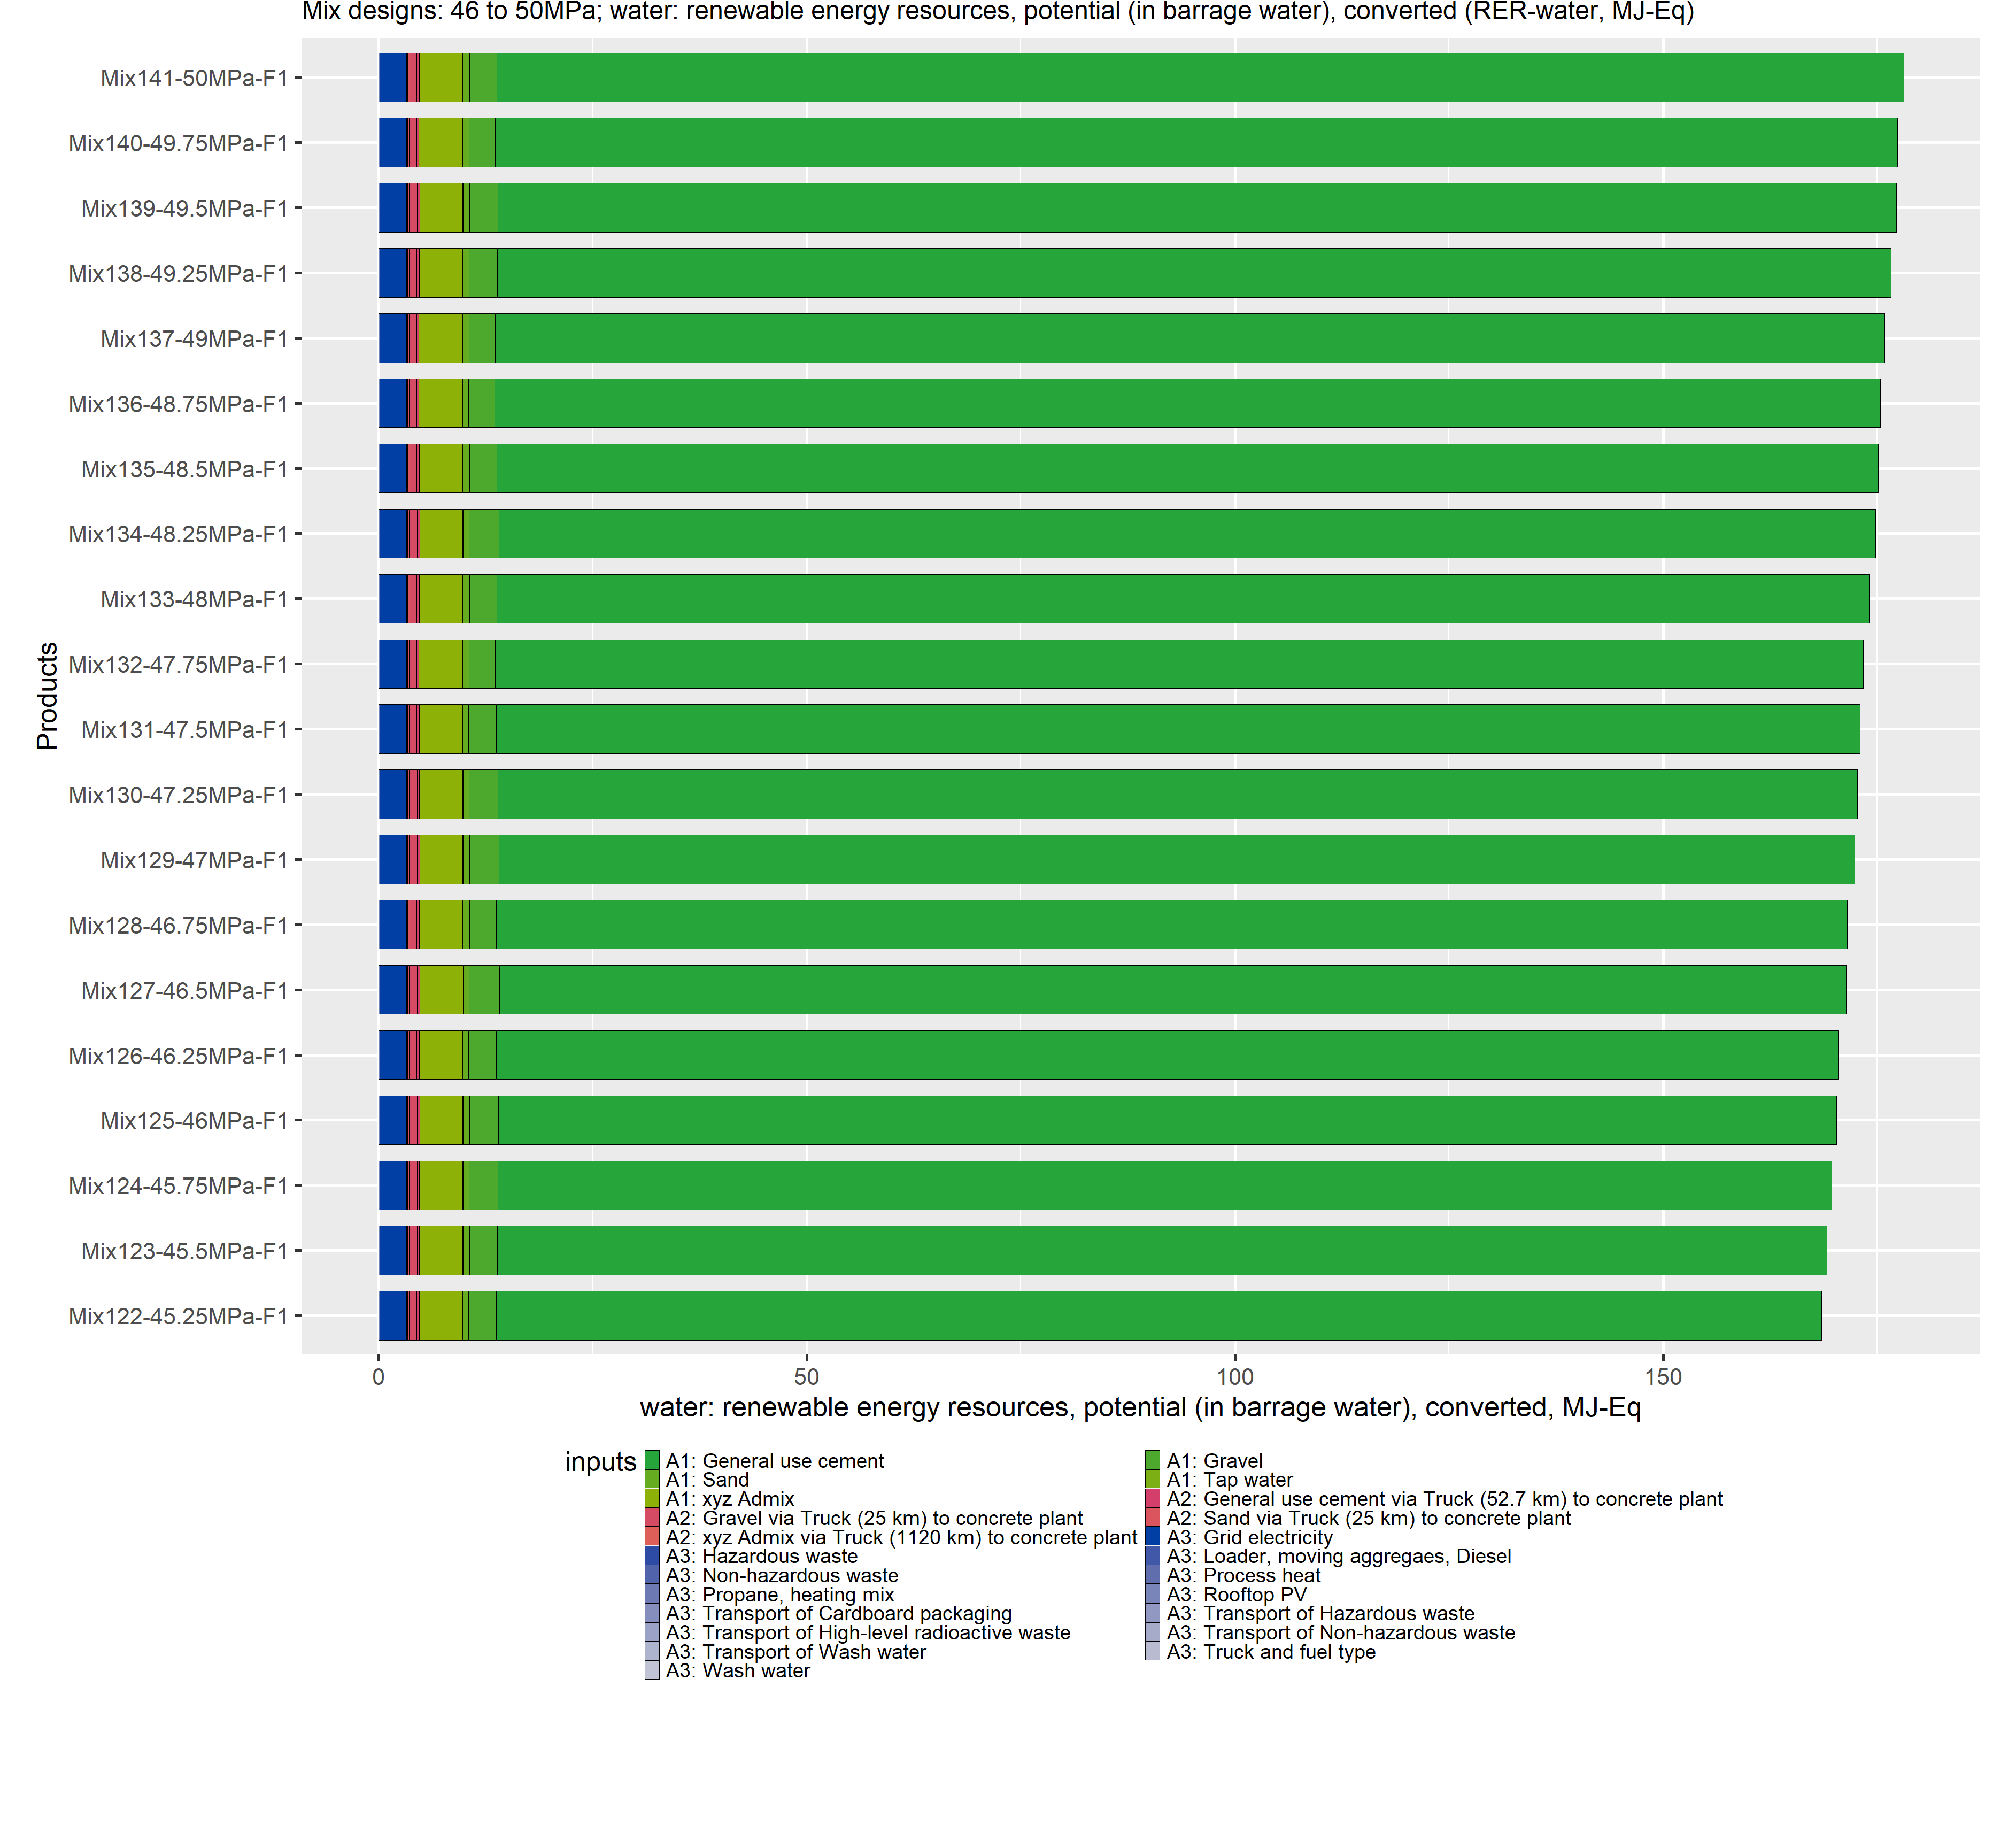 Mix designs: 46 to 50MPa; water: renewable energy resources, potential (in barrage water), converted (RER-water, MJ-Eq)
Products
Mix141-50MPa-F1
Mix140-49.75MPa-F1
Mix139-49.5MPa-F1
Mix138-49.25MPa-F1
Mix137-49MPa-F1
Mix136-48.75MPa-F1
Mix135-48.5MPa-F1
Mix134-48.25MPa-F1
Mix133-48MPa-F1
Mix132-47.75MPa-F1
Mix131-47.5MPa-F1
Mix130-47.25MPa-F1
Mix129-47MPa-F1
Mix128-46.75MPa-F1
Mix127-46.5MPa-F1
Mix126-46.25MPa-F1
Mix125-46MPa-F1
Mix124-45.75MPa-F1
Mix123-45.5MPa-F1
Mix122-45.25MPa-F1
0 50 100 150
water: renewable energy resources, potential (in barrage water), converted, MJ-Eq
inputs
A1: General use cement
A1: Gravel
A1: Sand
A1: Tap water
A1: xyz Admix
A2: General use cement via Truck (52.7 km) to concrete plant
A2: Gravel via Truck (25 km) to concrete plant
A2: Sand via Truck (25 km) to concrete plant
A2: xyz Admix via Truck (1120 km) to concrete plant
A3: Grid electricity
A3: Hazardous waste
A3: Loader, moving aggregaes, Diesel
A3: Non-hazardous waste
A3: Process heat
A3: Propane, heating mix
A3: Rooftop PV
A3: Transport of Cardboard packaging
A3: Transport of Hazardous waste
A3: Transport of High-level radioactive waste
A3: Transport of Non-hazardous waste
A3: Transport of Wash water
A3: Truck and fuel type
A3: Wash water